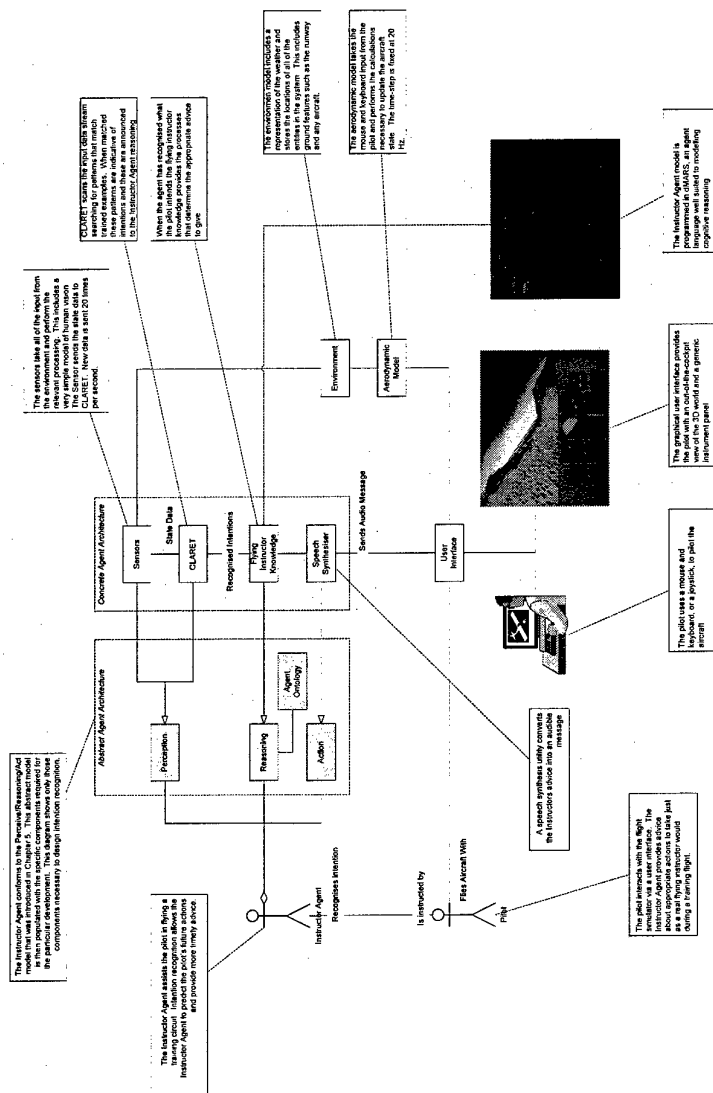 The Instructor Agent conforms to the Perceive/Reasoning/Act
model that was introduced in Chapter 5. This abstract model
is then populated with the specific components required for
the particular development. This diagram shows only those
components necessary to design intention recognition.
The sensors take all of the input from
the environment and perform the
relevant processing. This includes a
very simple model of human vision
The Sensor sends the state data to
CLARET. New data is sent 20 times
per second.
CLARET scans the input data stream
searching for patterns that match
trained examples. When matched
these patterns are indicative of
intentions and these are announced
to the Instructor Agent reasoning
When the agent has recognised what
the pilot intends the flying instructor
knowledge provides the processes
that determine the appropriate advice
to give
The environmen model includes a
representation of the weather and
stores the locations of all of the
entities in the system. This includes
ground features such as the runway
and any aircraft.
The aerodynamic model takes the
mouse and keyboard input from the
pilot and performs the calculations
necessary to update the aircraft
state. The time-step is fixed at 20
Hz.
The Instructor Agent assists the pilot in flying a
training circuit. Intention recognition allows the
Instructor Agent to predict the pilot's future actions
and provide more timely advice.
Abstract Agent Architecture
Perception
Reasoning
Agent
Ontology
Action
Concrete Agent Architecture
Sensors
State Data
CLARET
Recognised Intentions
Flying
Instructor
Knowledge
Speech
Synthesiser
Sends Audio Message
Environment
Aerodynamic
Model
User
Interface
Instructor Agent
Recognises Intention
Is instructed by
Flies Aircraft With
Pilot
The pilot interacts with the flight
simulator via a user interface. The
Instructor Agent provides advice
about appropriate actions to take just
as a real flying instructor would
during a training flight.
A speech synthesis utility converts
the Instructors advice into an audible
message
The pilot uses a mouse and
keyboard, or a joystick, to pilot the
aircraft
The graphical user interface provides
the pilot with an out-of-the-cockpit
view of the 3D world and a generic
instrument panel
The Instructor Agent model is
programmed in dMARS, an agent
language well suited to modelling
cognitive reasoning